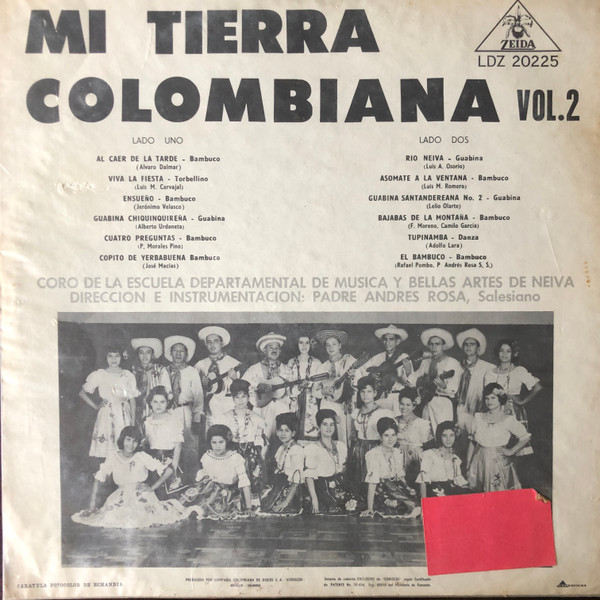 MI TIERRA
COLOMBIANA VOL.2
ZEIDA
LDZ 20225
LADO UNO
AL CAER DE LA TARDE - Bambuco
(Alvaro Dalmar)
VIVA LA FIESTA - Torbellino
(Luis M. Carvajal)
ENSUEÑO - Bambuco
(Jerónimo Velasco)
GUABINA CHIQUINQUIREÑA - Guabina
(Alberto Urdaneta)
CUATRO PREGUNTAS - Bambuco
(P. Morales Pino)
COPITO DE YERBABUENA Bambuco
(José Macías)
LADO DOS
RIO NEIVA - Guabina
(Luis A. Osorio)
ASOMATE A LA VENTANA - Bambuco
(Luis M. Romero)
GUABINA SANTANDEREANA No. 2 - Guabina
(Lelio Olarte)
BAJABAS DE LA MONTAÑA - Bambuco
(F. Moreno, Camilo García)
TUPINAMBA - Danza
(Adolfo Lara)
EL BAMBUCO - Bambuco
(Rafael Pombo, P. Andrés Rosa S. S.)
CORO DE LA ESCUELA DEPARTAMENTAL DE MUSICA Y BELLAS ARTES DE NEIVA
DIRECCION E INSTRUMENTACION: PADRE ANDRES ROSA, Salesiano
CARATULA FOTOCOLOR DE ECHANDIA